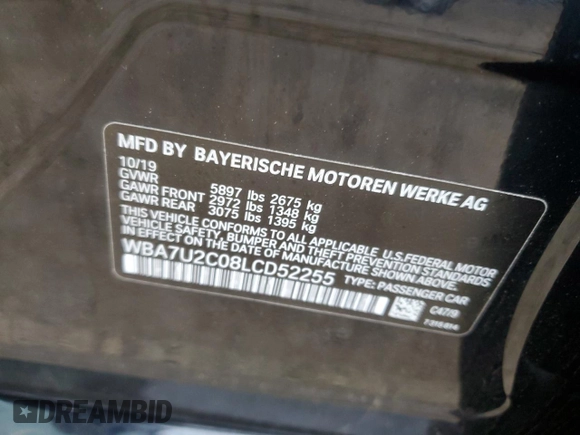 MFD BY BAYERISCHE MOTOREN WERKE AG
10/19
GVWR 5897 lbs 2675 kg
GAWR FRONT 2972 lbs 1348 kg
GAWR REAR 3075 lbs 1395 kg
THIS VEHICLE CONFORMS TO ALL APPLICABLE U.S. FEDERAL MOTOR
VEHICLE SAFETY, BUMPER, AND THEFT PREVENTION STANDARDS
IN EFFECT ON THE DATE OF MANUFACTURE SHOWN ABOVE.
WBA7U2C08LCD52255 TYPE: PASSENGER CAR
C47/9
DREAMBID